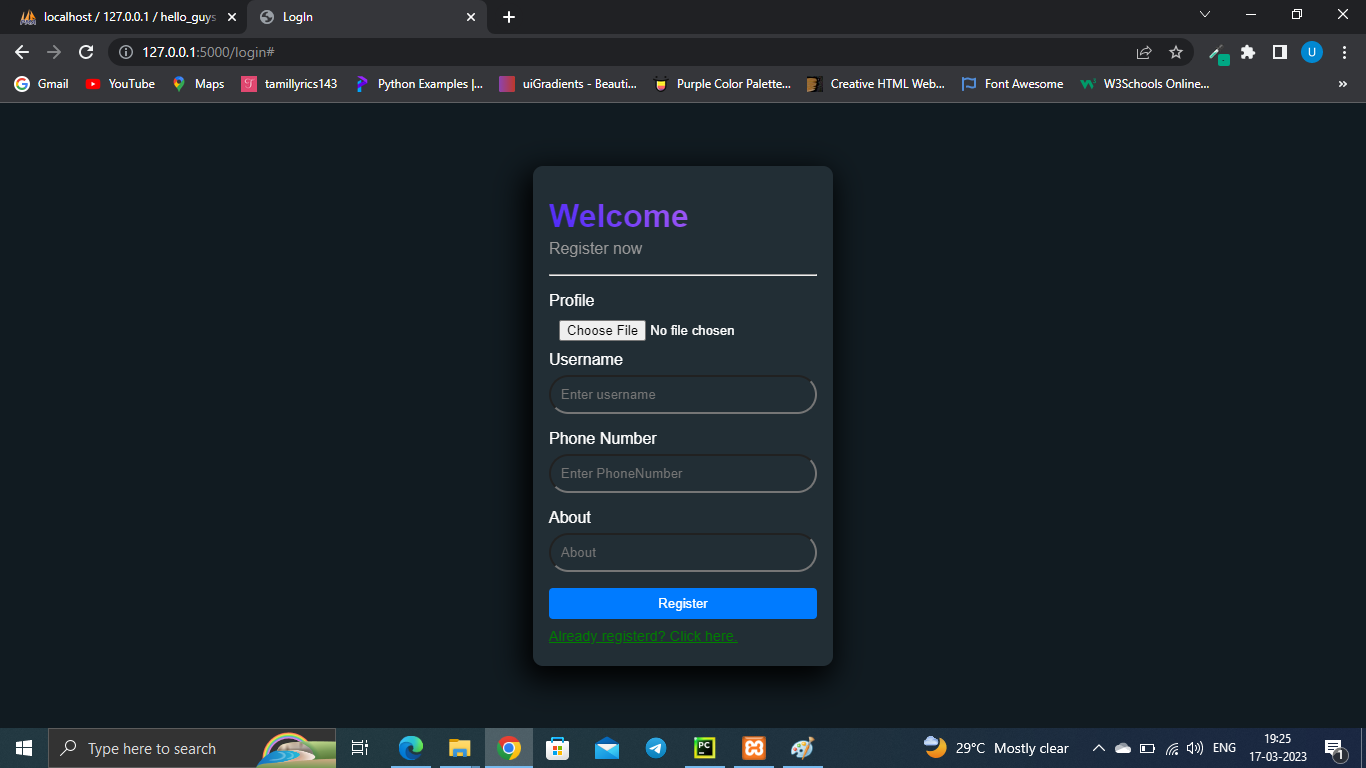 localhost / 127.0.0.1 / hello_guys
LogIn
127.0.0.1:5000/login#
U
Gmail
YouTube
Maps
tamillyrics143
Python Examples |...
uiGradients - Beauti...
Purple Color Palette...
Creative HTML Web...
Font Awesome
W3Schools Online...
»
Welcome
Register now
Profile
Choose File No file chosen
Username
Enter username
Phone Number
Enter PhoneNumber
About
About
Register
Already registerd? Click here.
Type here to search
PC
29°C Mostly clear
ENG
19:25
17-03-2023
1